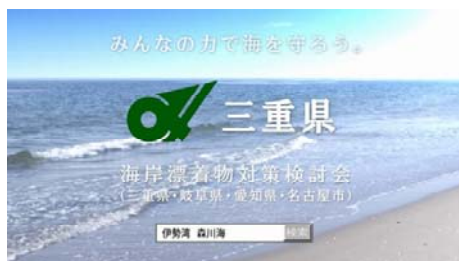 みんなの力で海を守ろう。
三重県
海岸漂着物対策検討会
(三重県・岐阜県・愛知県・名古屋市)
伊勢湾 森川海 検索